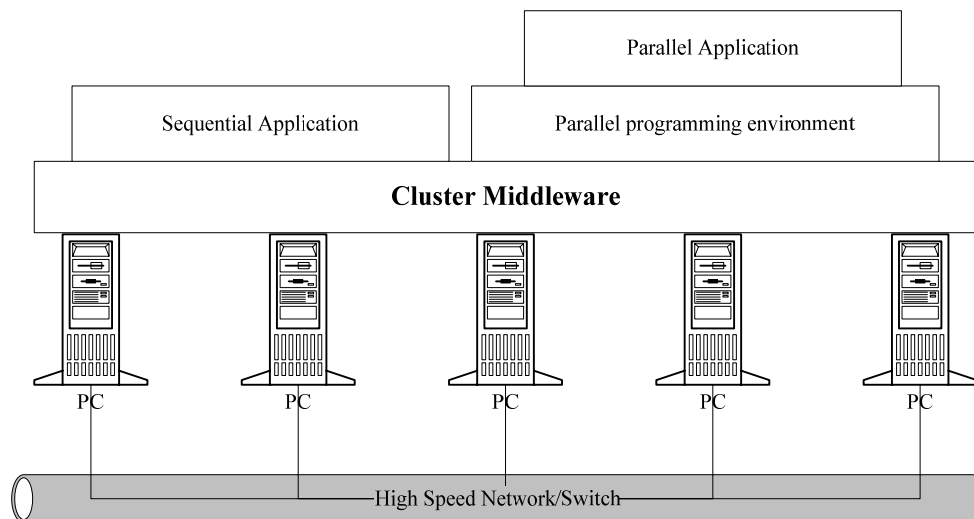 Parallel Application
Sequential Application
Parallel programming environment
Cluster Middleware
PC
PC
PC
PC
PC
High Speed Network/Switch